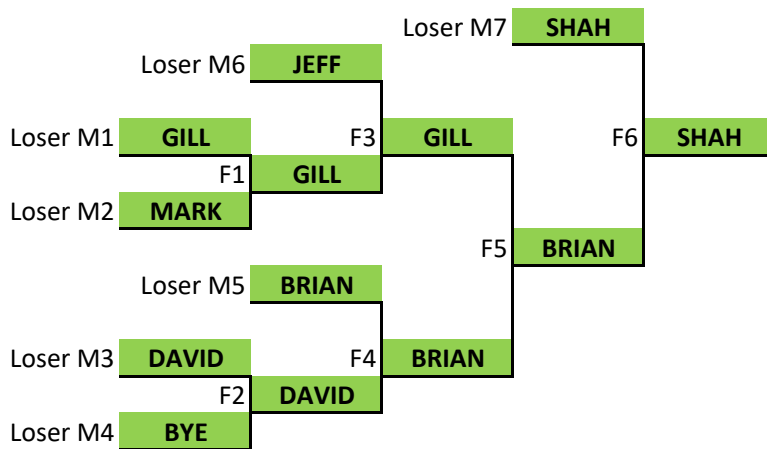 Loser M7 SHAH
Loser M6 JEFF
Loser M1 GILL F3 GILL F6 SHAH
F1 GILL
Loser M2 MARK
F5 BRIAN
Loser M5 BRIAN
Loser M3 DAVID F4 BRIAN
F2 DAVID
Loser M4 BYE